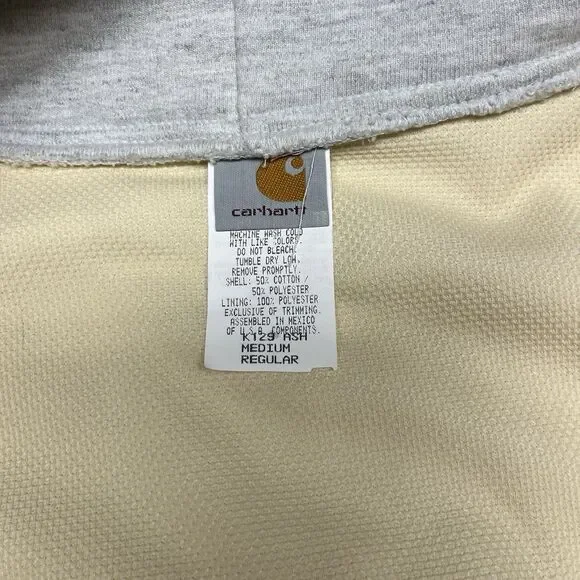 carhartt
MACHINE WASH COLD
WITH LIKE COLORS.
DO NOT BLEACH.
TUMBLE DRY LOW.
REMOVE PROMPTLY.
SHELL: 50% COTTON /
50% POLYESTER
LINING: 100% POLYESTER
EXCLUSIVE OF TRIMMING.
ASSEMBLED IN MEXICO
OF U.S.A. COMPONENTS.
K129 ASH
MEDIUM
REGULAR